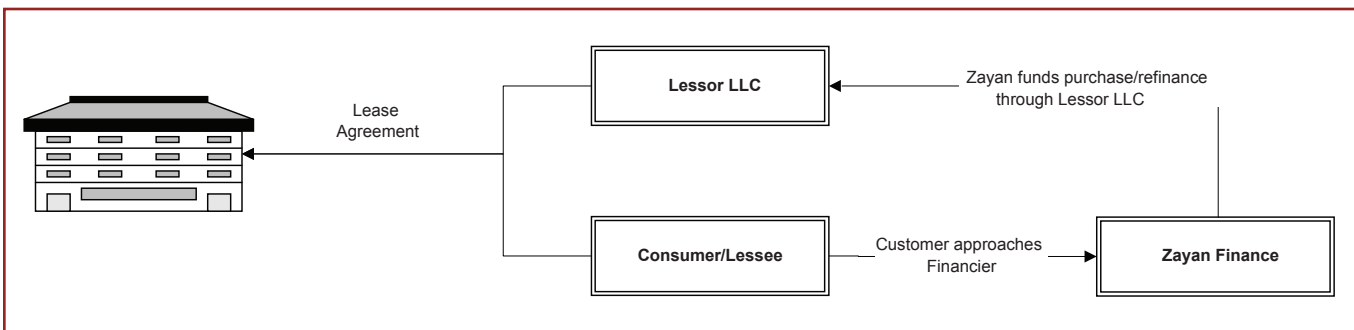 Lessor LLC
Zayan funds purchase/refinance
through Lessor LLC
Lease
Agreement
Consumer/Lessee
Customer approaches
Financier
Zayan Finance